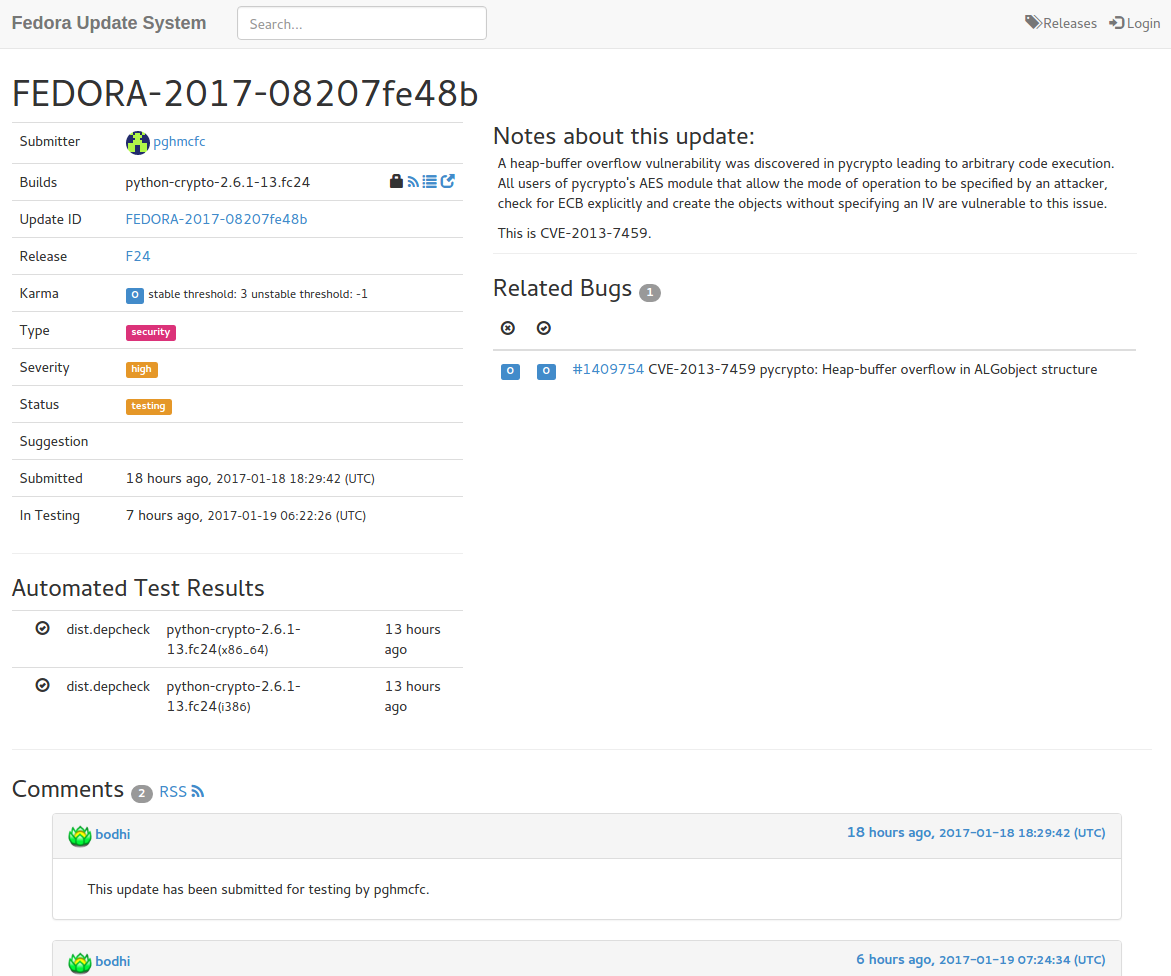 Fedora Update System
Search...
Releases
Login
FEDORA-2017-08207fe48b
Submitter pghmcfc
Builds python-crypto-2.6.1-13.fc24
Update ID FEDORA-2017-08207fe48b
Release F24
Karma 0 stable threshold: 3 unstable threshold: -1
Type security
Severity high
Status testing
Suggestion
Submitted 18 hours ago, 2017-01-18 18:29:42 (UTC)
In Testing 7 hours ago, 2017-01-19 06:22:26 (UTC)
Automated Test Results
dist.depcheck python-crypto-2.6.1- 13 hours
13.fc24(x86_64) ago
dist.depcheck python-crypto-2.6.1- 13 hours
13.fc24(i386) ago
Notes about this update:
A heap-buffer overflow vulnerability was discovered in pycrypto leading to arbitrary code execution.
All users of pycrypto's AES module that allow the mode of operation to be specified by an attacker,
check for ECB explicitly and create the objects without specifying an IV are vulnerable to this issue.
This is CVE-2013-7459.
Related Bugs 1
0 0 #1409754 CVE-2013-7459 pycrypto: Heap-buffer overflow in ALGobject structure
Comments 2 RSS
bodhi 18 hours ago, 2017-01-18 18:29:42 (UTC)
This update has been submitted for testing by pghmcfc.
bodhi 6 hours ago, 2017-01-19 07:24:34 (UTC)